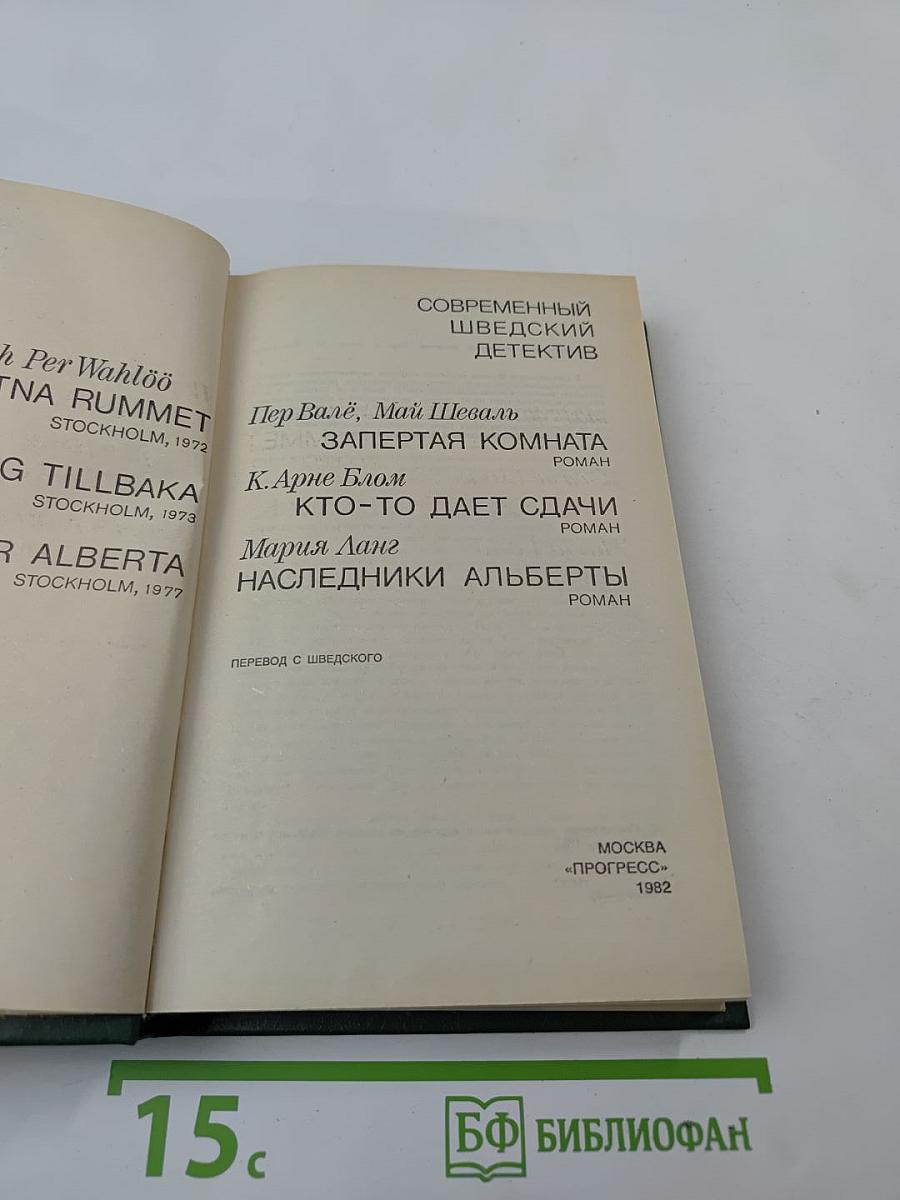 h Per Wahlöö
TNA RUMMET
STOCKHOLM, 1972
G TILLBAKA
STOCKHOLM, 1973
R ALBERTA
STOCKHOLM, 1977
СОВРЕМЕННЫЙ
ШВЕДСКИЙ
ДЕТЕКТИВ
Пер Валё, Май Шеваль
ЗАПЕРТАЯ КОМНАТА
РОМАН
К. Арне Блом
КТО-ТО ДАЕТ СДАЧИ
РОМАН
Мария Ланг
НАСЛЕДНИКИ АЛЬБЕРТЫ
РОМАН
ПЕРЕВОД С ШВЕДСКОГО
МОСКВА
«ПРОГРЕСС»
1982
15 с
БФ БИБЛИОФАН